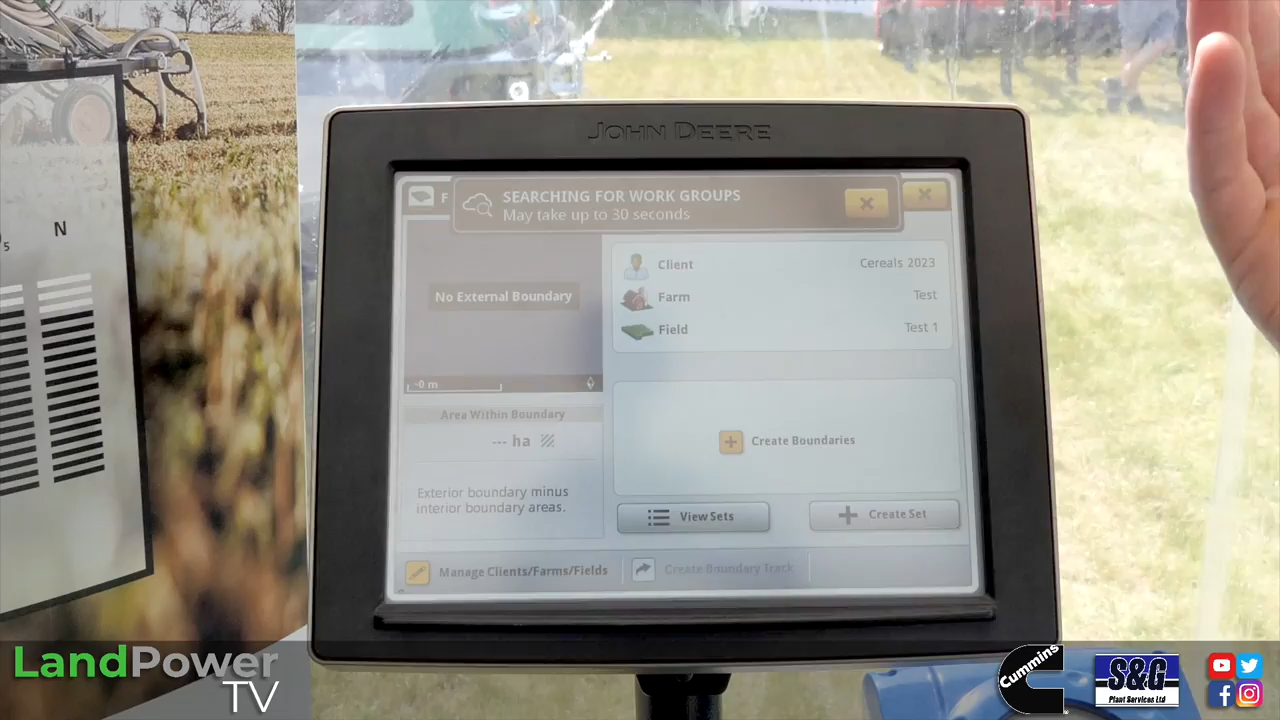 JOHN DEERE
F
SEARCHING FOR WORK GROUPS
May take up to 30 seconds
No External Boundary
-0 m
Area Within Boundary
--- ha
Exterior boundary minus
interior boundary areas.
Client Cereals 2023
Farm Test
Field Test 1
Create Boundaries
View Sets
Create Set
Manage Clients/Farms/Fields
Create Boundary Track
5
N
LandPower
TV
Cummins
S&G
Plant Services Ltd